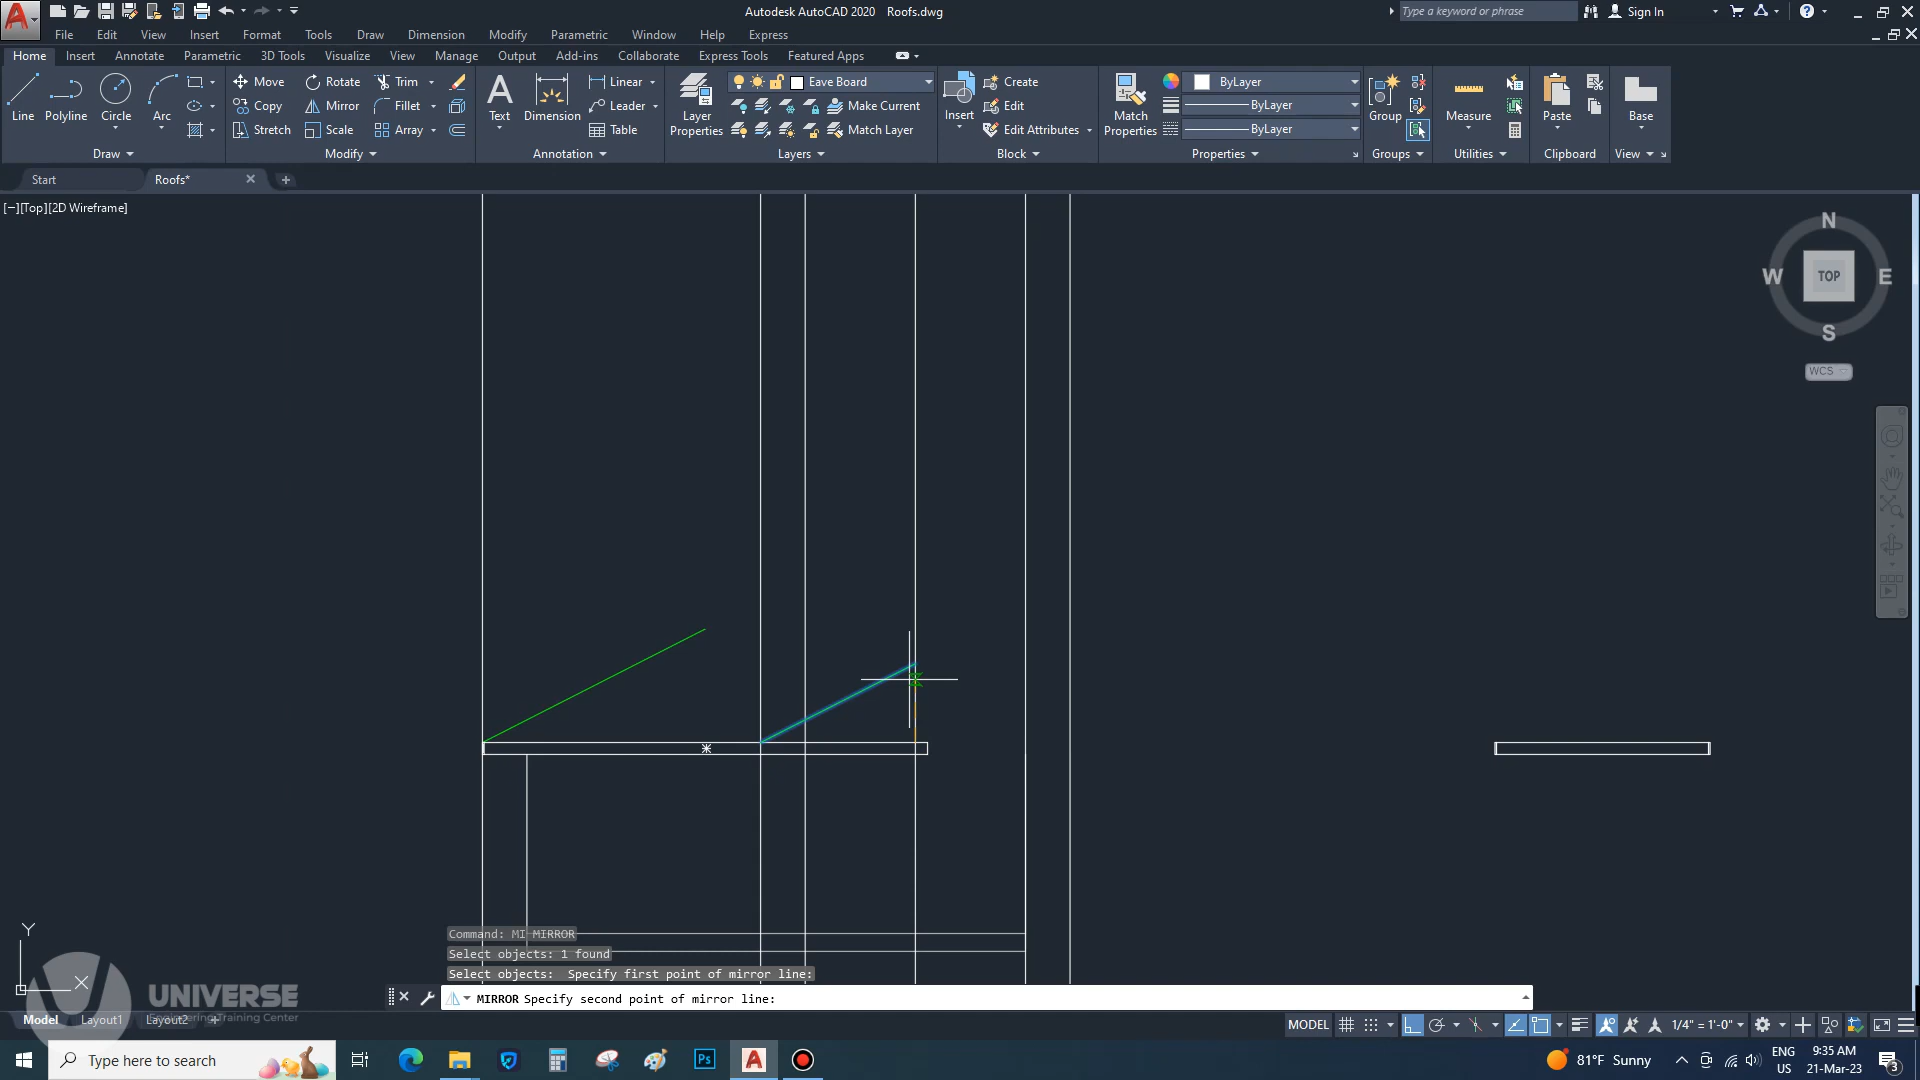 Autodesk AutoCAD 2020 Roofs.dwg
Type a keyword or phrase
Sign In
File Edit View Insert Format Tools Draw Dimension Modify Parametric Window Help Express
Home Insert Annotate Parametric 3D Tools Visualize View Manage Output Add-ins Collaborate Express Tools Featured Apps
Line Polyline Circle Arc
Move Rotate Trim
Copy Mirror Fillet
Stretch Scale Array
Text Dimension
Linear
Leader
Table
Layer Properties
Eave Board
Make Current
Match Layer
Insert
Create
Edit
Edit Attributes
Match Properties
ByLayer
ByLayer
ByLayer
Group
Measure
Paste
Base
Draw Modify Annotation Layers Block Properties Groups Utilities Clipboard View
Start Roofs*
[−][Top][2D Wireframe]
N
W TOP E
S
WCS
Y
X
UNIVERSE
Engineering Training Center
Command: MI MIRROR
Select objects: 1 found
Select objects: Specify first point of mirror line:
MIRROR Specify second point of mirror line:
Model Layout1 Layout2
MODEL 1/4" = 1'-0"
Type here to search
Ps
A
81°F Sunny
ENG
US
9:35 AM
21-Mar-23
3